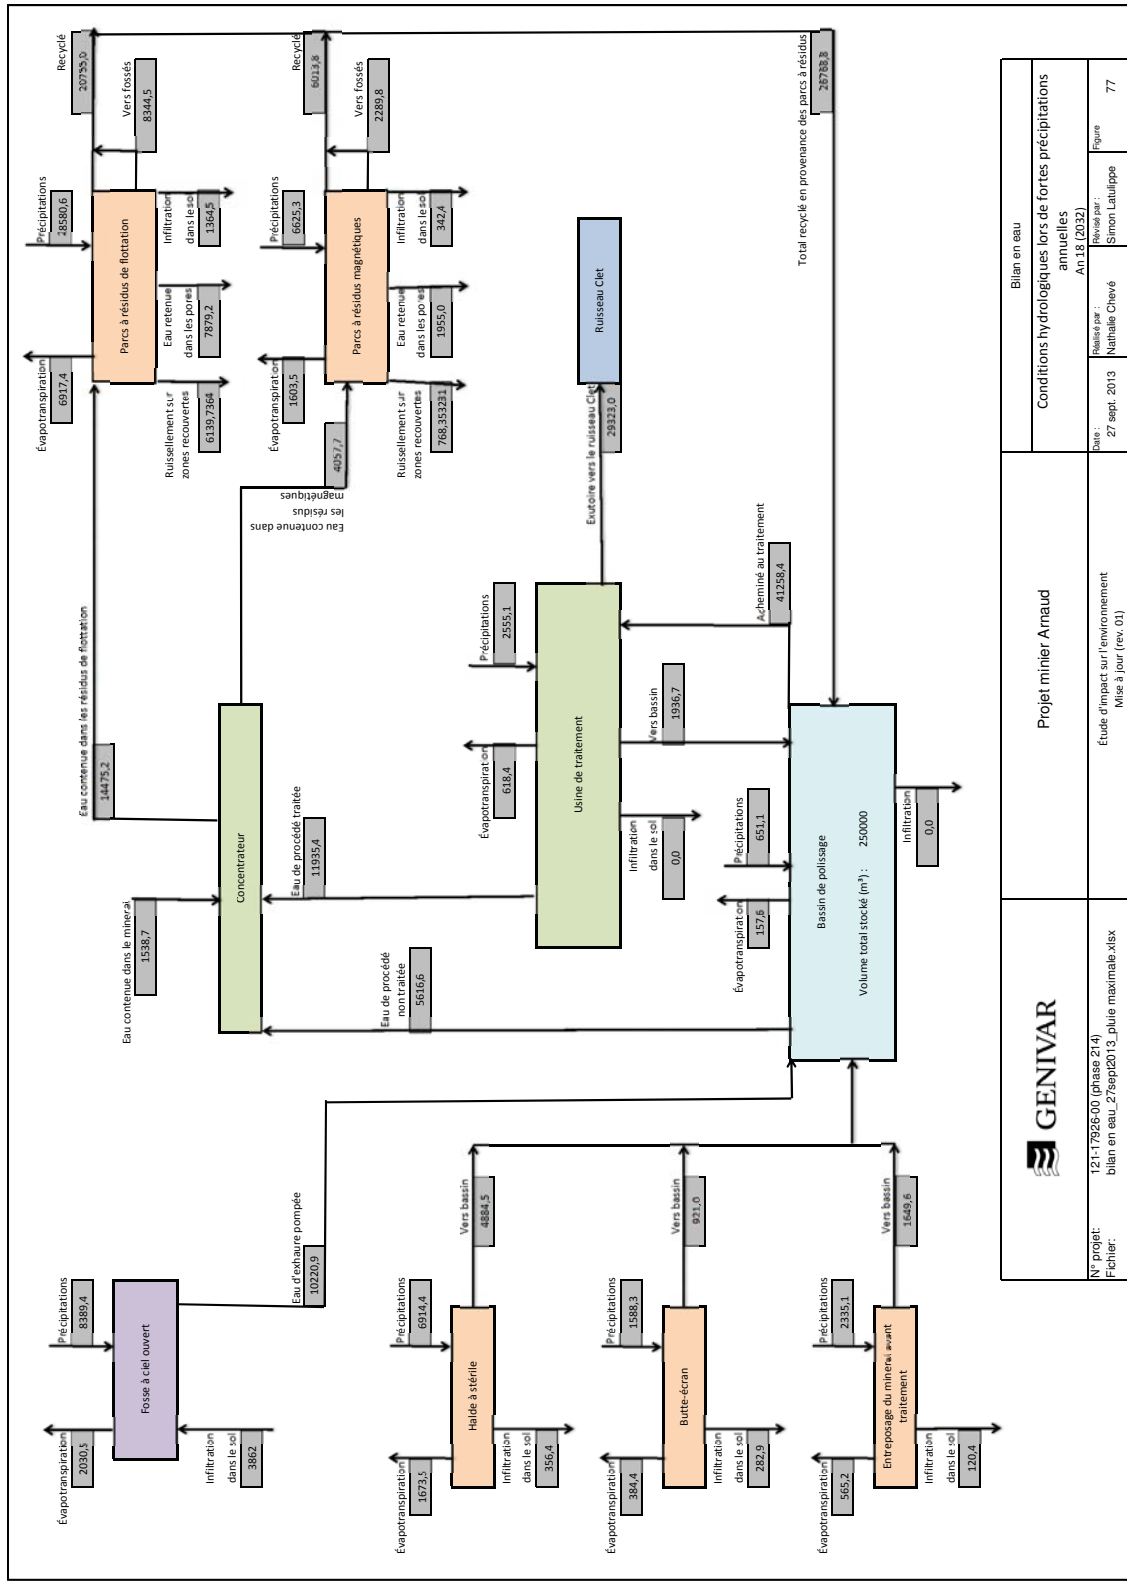 Évapotranspiration
2030,5
Précipitations
8389,4
Fosse à ciel ouvert
Infiltration
dans le sol
3862
Eau d'exhaure pompée
10220,9
Évapotranspiration
1673,5
Précipitations
6914,4
Halde à stérile
Infiltration
dans le sol
356,4
Vers bassin
4884,5
Évapotranspiration
384,4
Précipitations
1588,3
Butte-écran
Infiltration
dans le sol
282,9
Vers bassin
921,0
Évapotranspiration
565,2
Précipitations
2335,1
Entreposage du minerai avant
traitement
Infiltration
dans le sol
120,4
Vers bassin
1649,6
Eau contenue dans le minerai
1538,7
Concentrateur
Eau contenue dans les résidus de flottation
14475,2
Eau contenue dans
les résidus
magnétiques
4057,7
Eau de procédé
non traitée
5616,6
Eau de procédé traitée
11935,4
Évapotranspiration
618,4
Précipitations
2555,1
Usine de traitement
Infiltration
dans le sol
0,0
Vers bassin
1936,7
Acheminé au traitement
41258,4
Évapotranspiration
157,6
Précipitations
651,1
Bassin de polissage
Volume total stocké (m³) : 250000
Infiltration
0,0
Exutoire vers le ruisseau Clet
29323,0
Ruisseau Clet
Évapotranspiration
6917,4
Précipitations
18580,6
Parcs à résidus de flottation
Recyclé
20755,0
Vers fossés
8344,5
Ruissellement sur
zones recouvertes
6139,7364
Eau retenue
dans les pores
7879,2
Infiltration
dans le sol
1364,5
Évapotranspiration
1603,5
Précipitations
6625,3
Parcs à résidus magnétiques
Recyclé
6013,8
Vers fossés
2289,8
Ruissellement sur
zones recouvertes
768,353231
Eau retenue
dans les pores
1955,0
Infiltration
dans le sol
342,4
Total recyclé en provenance des parcs à résidus
26768,8
GENIVAR
N° projet: 121-17926-00 (phase 214)
Fichier: bilan en eau_27sept2013_pluie maximale.xlsx
Projet minier Arnaud
Étude d'impact sur l'environnement
Mise à jour (rev. 01)
Bilan en eau
Conditions hydrologiques lors de fortes précipitations
annuelles
An 18 (2032)
Date :
27 sept. 2013
Réalisé par :
Nathalie Chevé
Révisé par :
Simon Latulippe
Figure
77